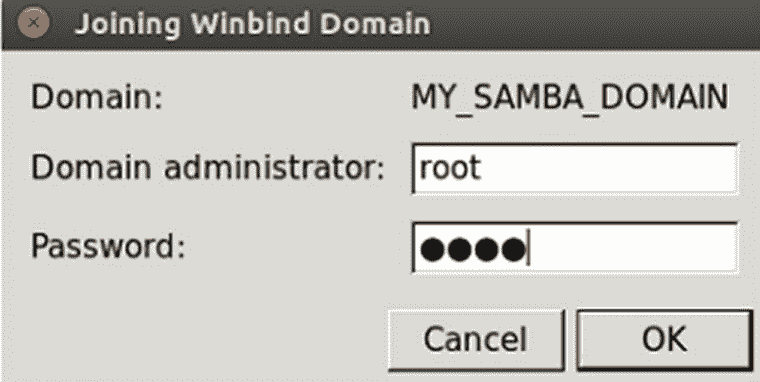 Joining Winbind Domain
Domain: MY_SAMBA_DOMAIN
Domain administrator: root
Password: ●●●●
Cancel OK